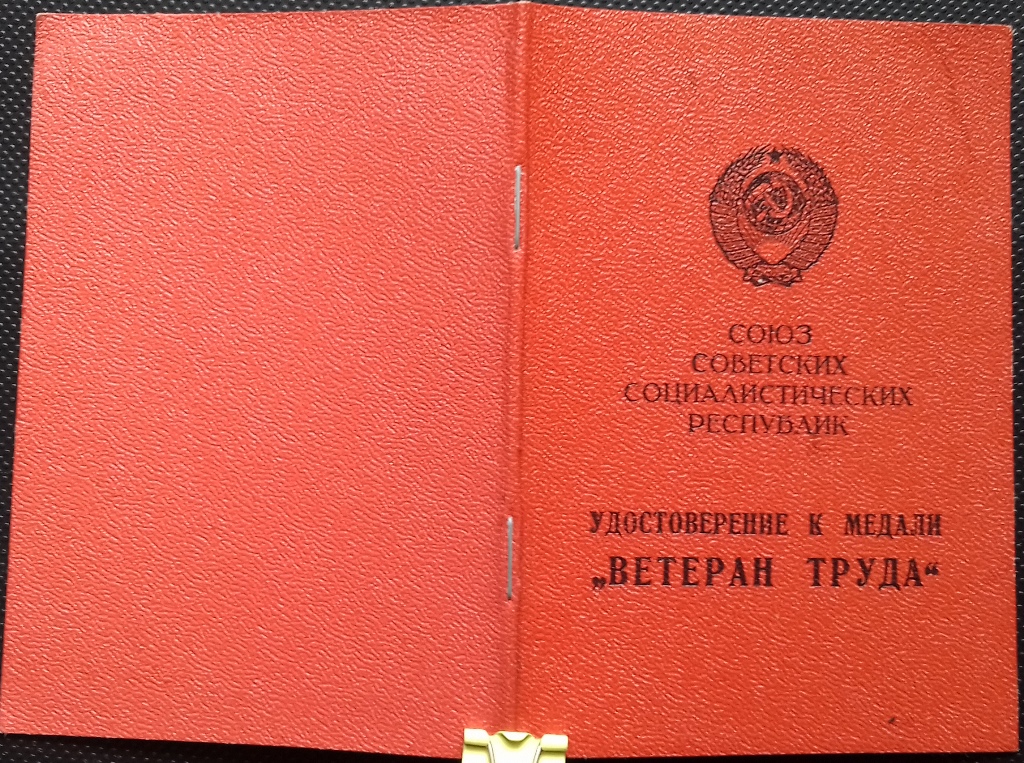 СОЮЗ
СОВЕТСКИХ
СОЦИАЛИСТИЧЕСКИХ
РЕСПУБЛИК
УДОСТОВЕРЕНИЕ К МЕДАЛИ
„ВЕТЕРАН ТРУДА“